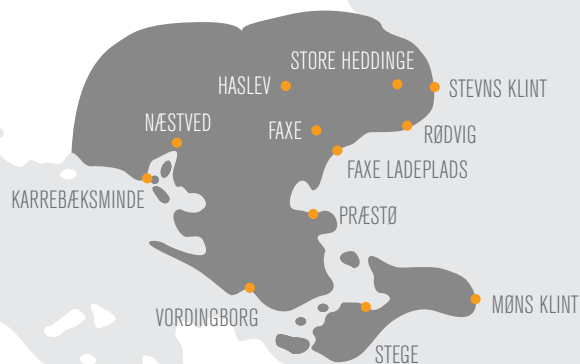 STORE HEDDINGE
HASLEV
STEVNS KLINT
NÆSTVED
FAXE
RØDVIG
FAXE LADEPLADS
KARREBÆKSMINDE
PRÆSTØ
MØNS KLINT
VORDINGBORG
STEGE